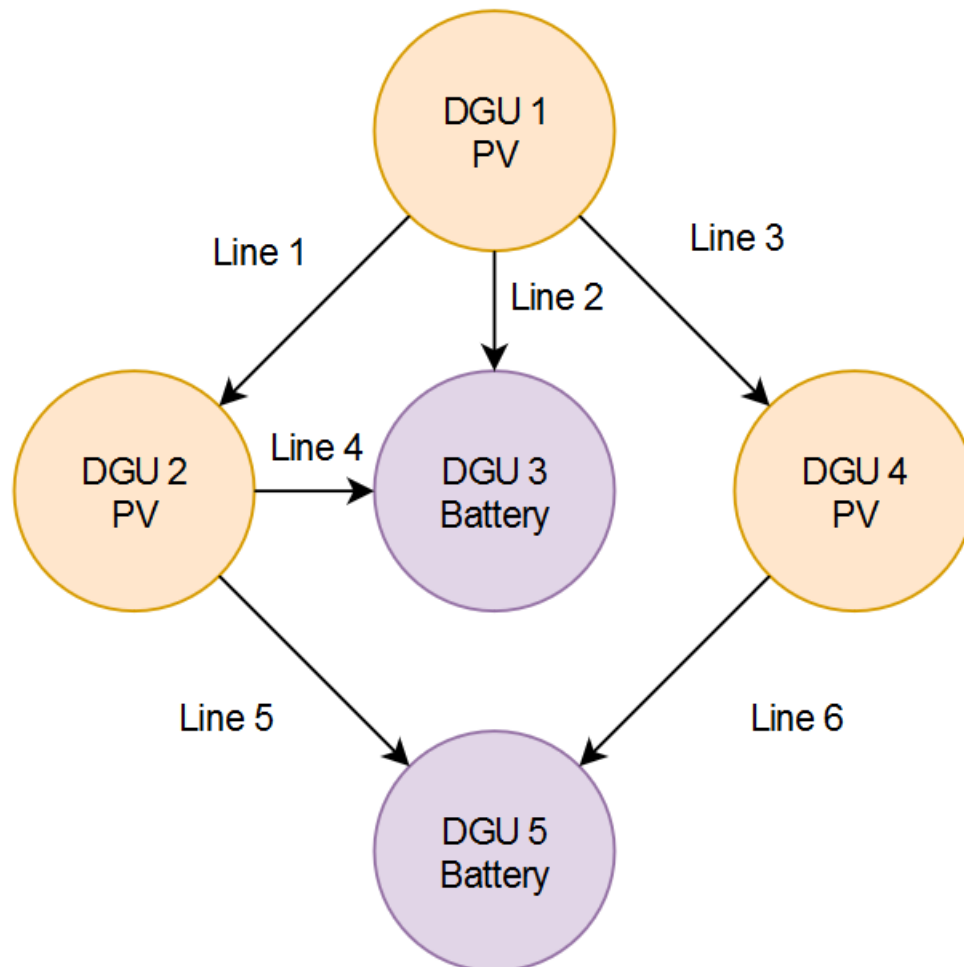 DGU 1
PV
Line 1
Line 3
Line 2
Line 4
DGU 2
PV
DGU 3
Battery
DGU 4
PV
Line 5
Line 6
DGU 5
Battery